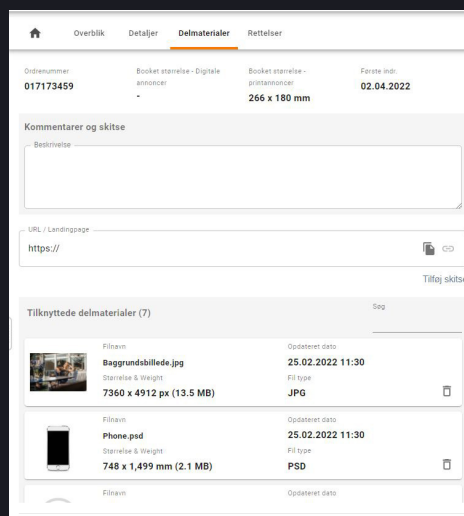 Overblik Detaljer Delmaterialer Rettelser
Ordrenummer Booket størrelse - Digitale Booket størrelse - Første indr.
annoncer printannoncer
017173459 - 266 x 180 mm 02.04.2022
Kommentarer og skitse
Beskrivelse
URL / Landingpage
https://
Tilføj skitse
Tilknyttede delmaterialer (7) Søg
Filnavn Opdateret dato
Baggrundsbillede.jpg 25.02.2022 11:30
Størrelse & Weight Fil type
7360 x 4912 px (13.5 MB) JPG
Filnavn Opdateret dato
Phone.psd 25.02.2022 11:30
Størrelse & Weight Fil type
748 x 1,499 mm (2.1 MB) PSD
Filnavn Opdateret dato